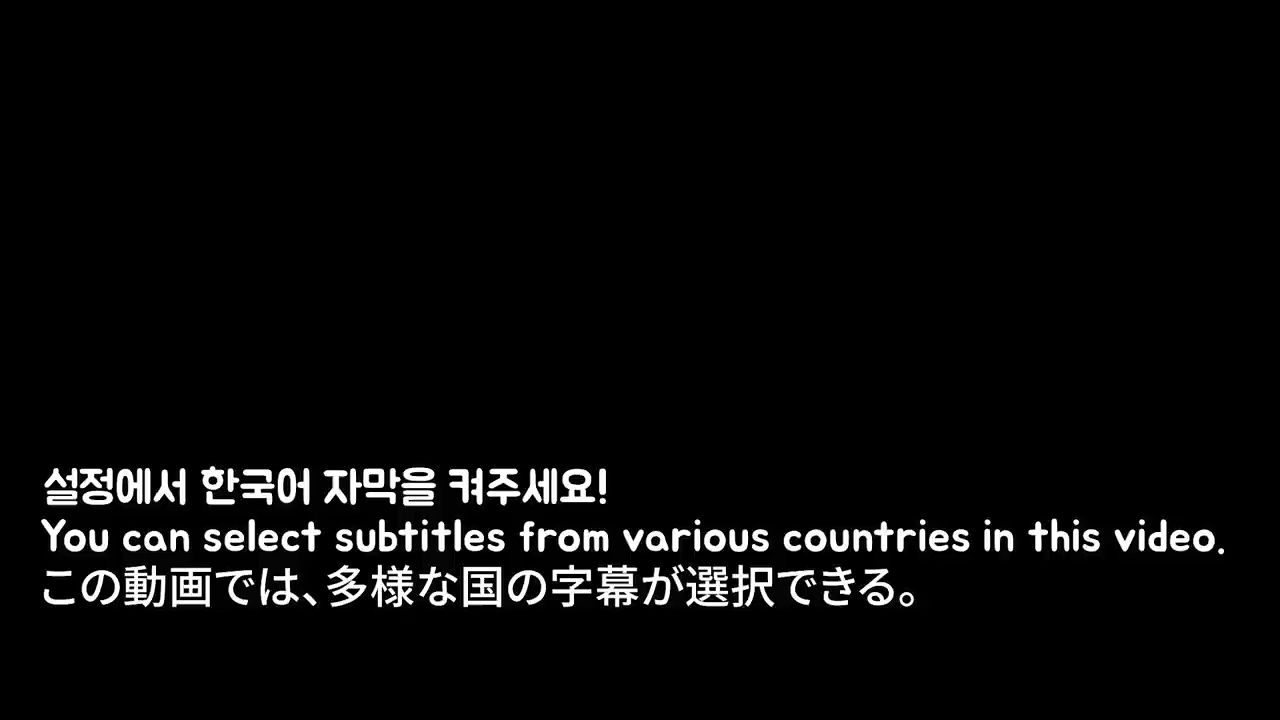 설정에서 한국어 자막을 켜주세요!
You can select subtitles from various countries in this video.
この動画では、多様な国の字幕が選択できる。